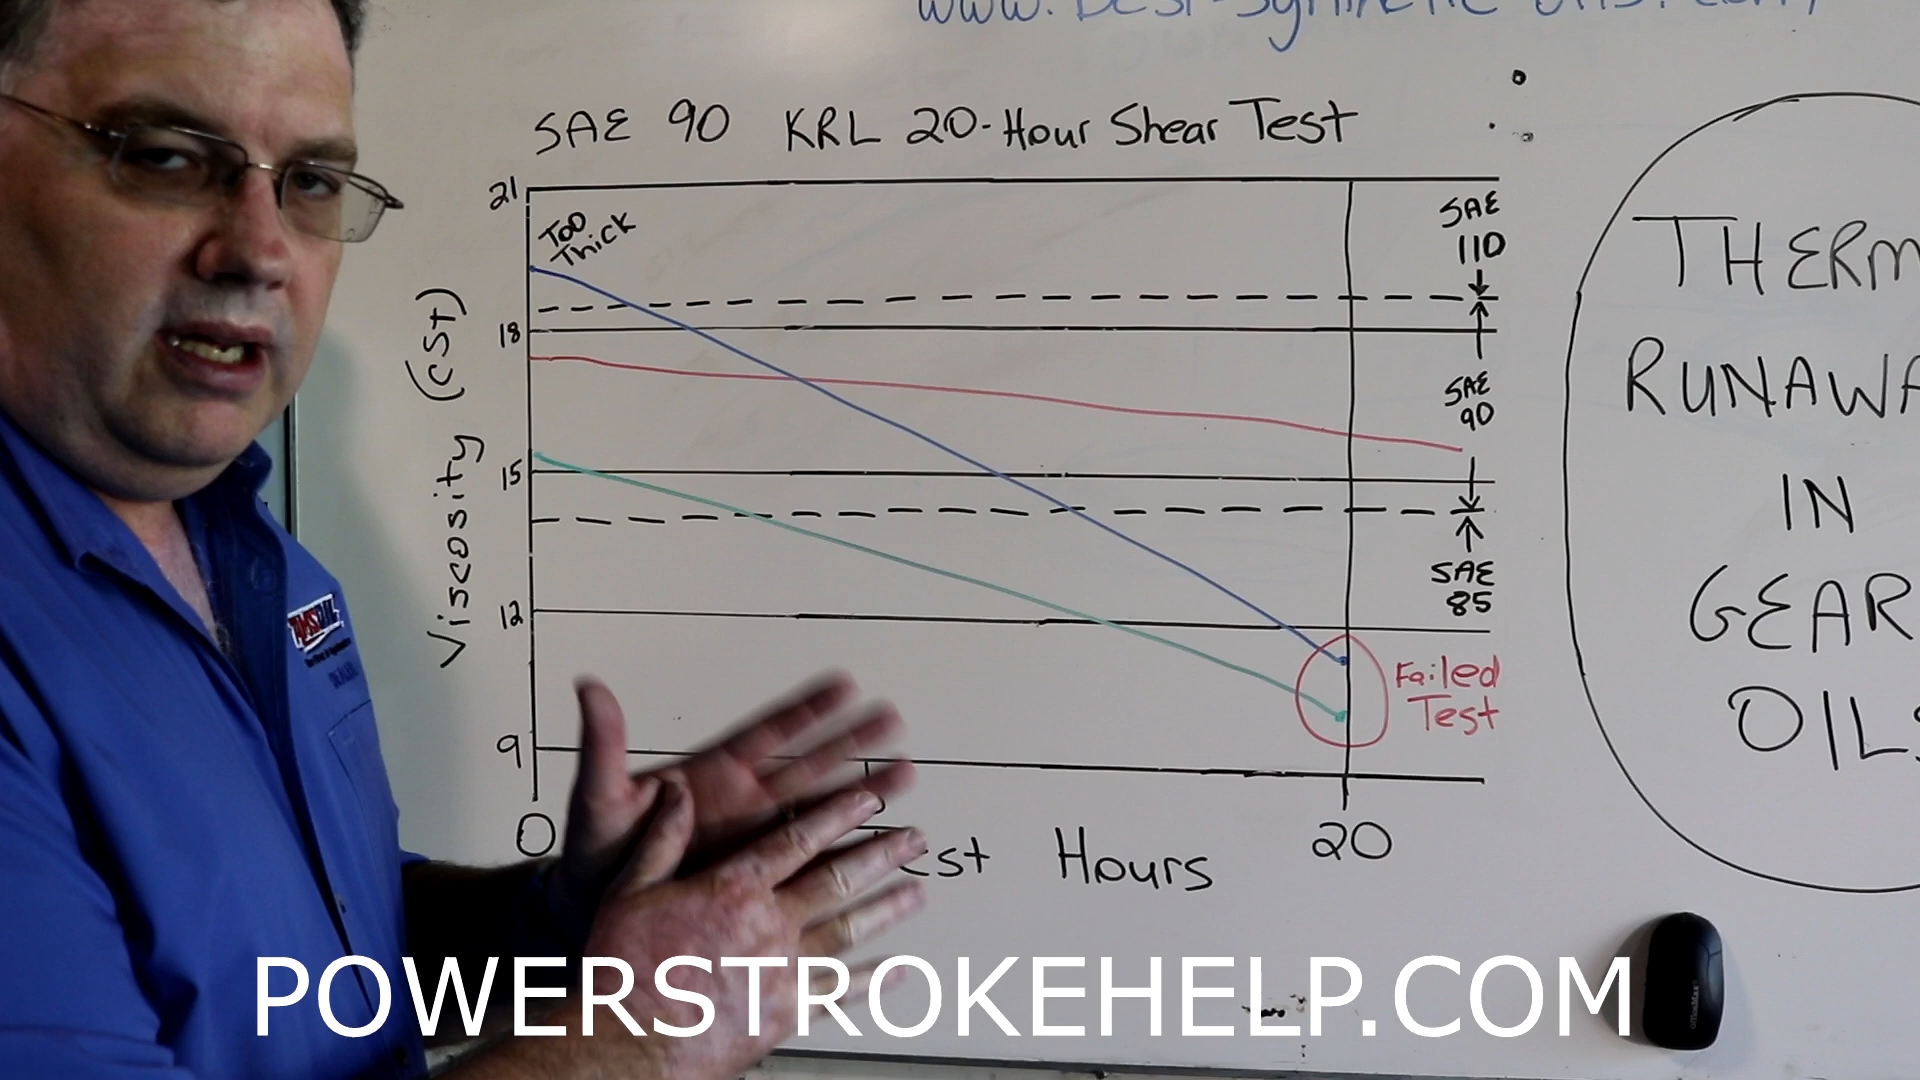 SAE 90 KRL 20-Hour Shear Test
21
Too
Thick
SAE
110
18
SAE
90
15
SAE
85
12
Failed
Test
9
Viscosity (cSt)
0
20
Hours
THERM
RUNAWA
IN
GEAR
OILS
AMSOIL
POWERSTROKEHELP.COM